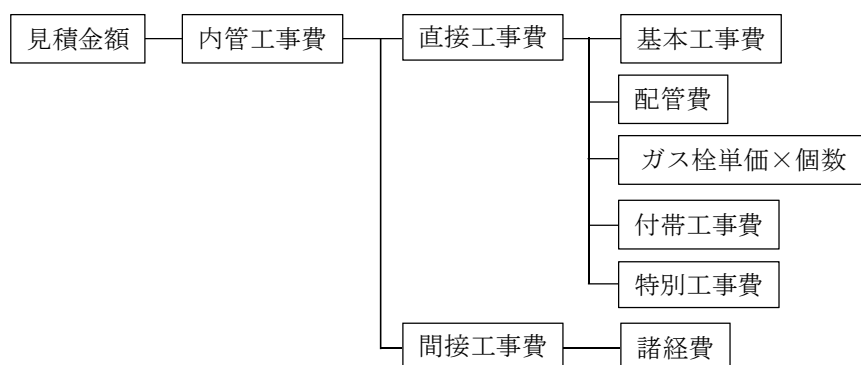 見積金額
内管工事費
直接工事費
基本工事費
配管費
ガス栓単価×個数
付帯工事費
特別工事費
間接工事費
諸経費